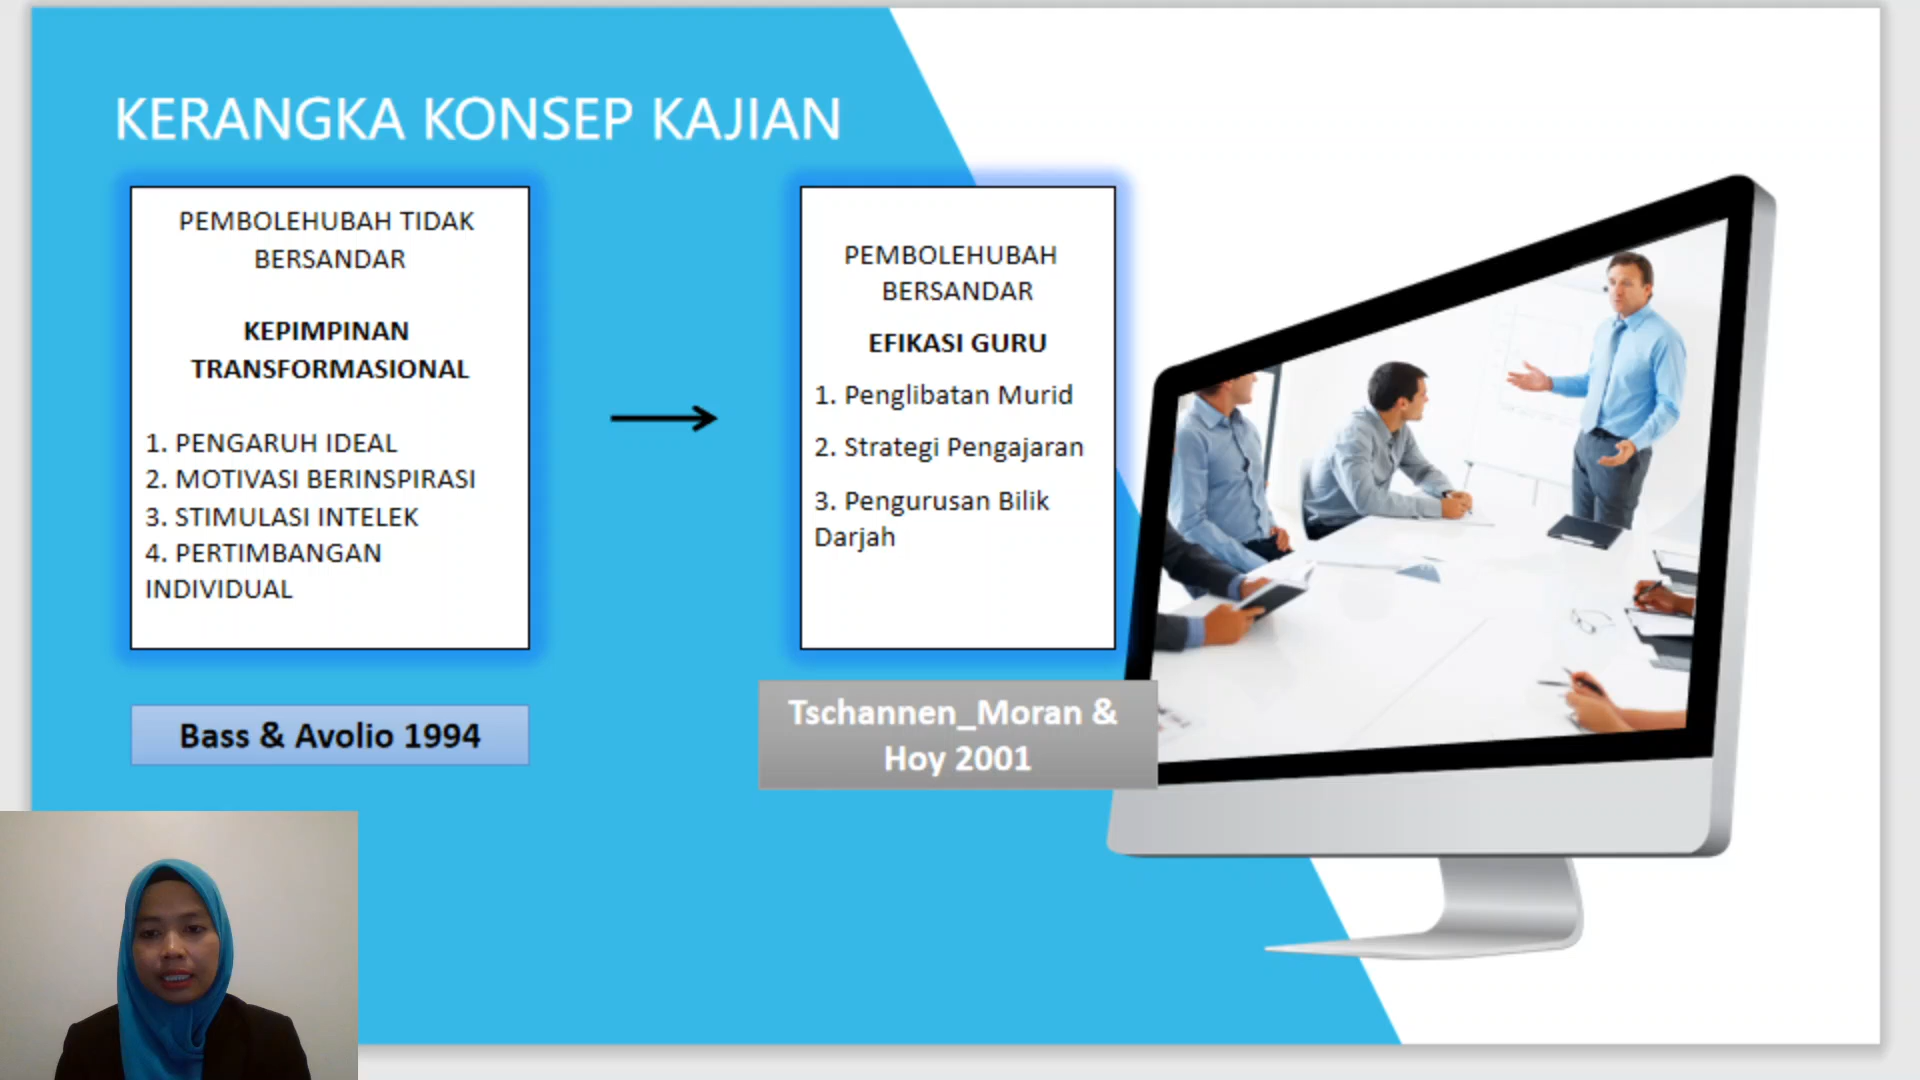 KERANGKA KONSEP KAJIAN
PEMBOLEHUBAH TIDAK
BERSANDAR
KEPIMPINAN
TRANSFORMASIONAL
1. PENGARUH IDEAL
2. MOTIVASI BERINSPIRASI
3. STIMULASI INTELEK
4. PERTIMBANGAN
INDIVIDUAL
Bass & Avolio 1994
PEMBOLEHUBAH
BERSANDAR
EFIKASI GURU
1. Penglibatan Murid
2. Strategi Pengajaran
3. Pengurusan Bilik
Darjah
Tschannen_Moran &
Hoy 2001